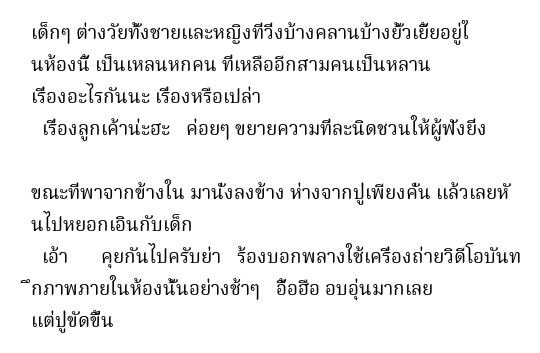 เด็กๆ ต่างวัยทั้งชายและหญิงที่วิ่งบ้างคลานบ้างยั้วเยี้ยอยู่ใ
นห้องนี้ เป็นเหลนหกคน ที่เหลืออีกสามคนเป็นหลาน
เรื่องอะไรกันนะ เรื่องหรือเปล่า
เรื่องลูกเค้าน่ะฮะ ค่อยๆ ขยายความทีละนิดชวนให้ผู้ฟังยิ่ง
ขณะที่พาจากข้างใน มานั่งลงข้าง ห่างจากปู่เพียงคั่น แล้วเลยหั
นไปหยอกเอินกับเด็ก
เอ้า คุยกันไปครับย่า ร้องบอกพลางใช้เครื่องถ่ายวิดีโอบันท
ึกภาพภายในห้องนั้นอย่างช้าๆ อื้อฮือ อบอุ่นมากเลย
แต่ปู่ขัดขึ้น